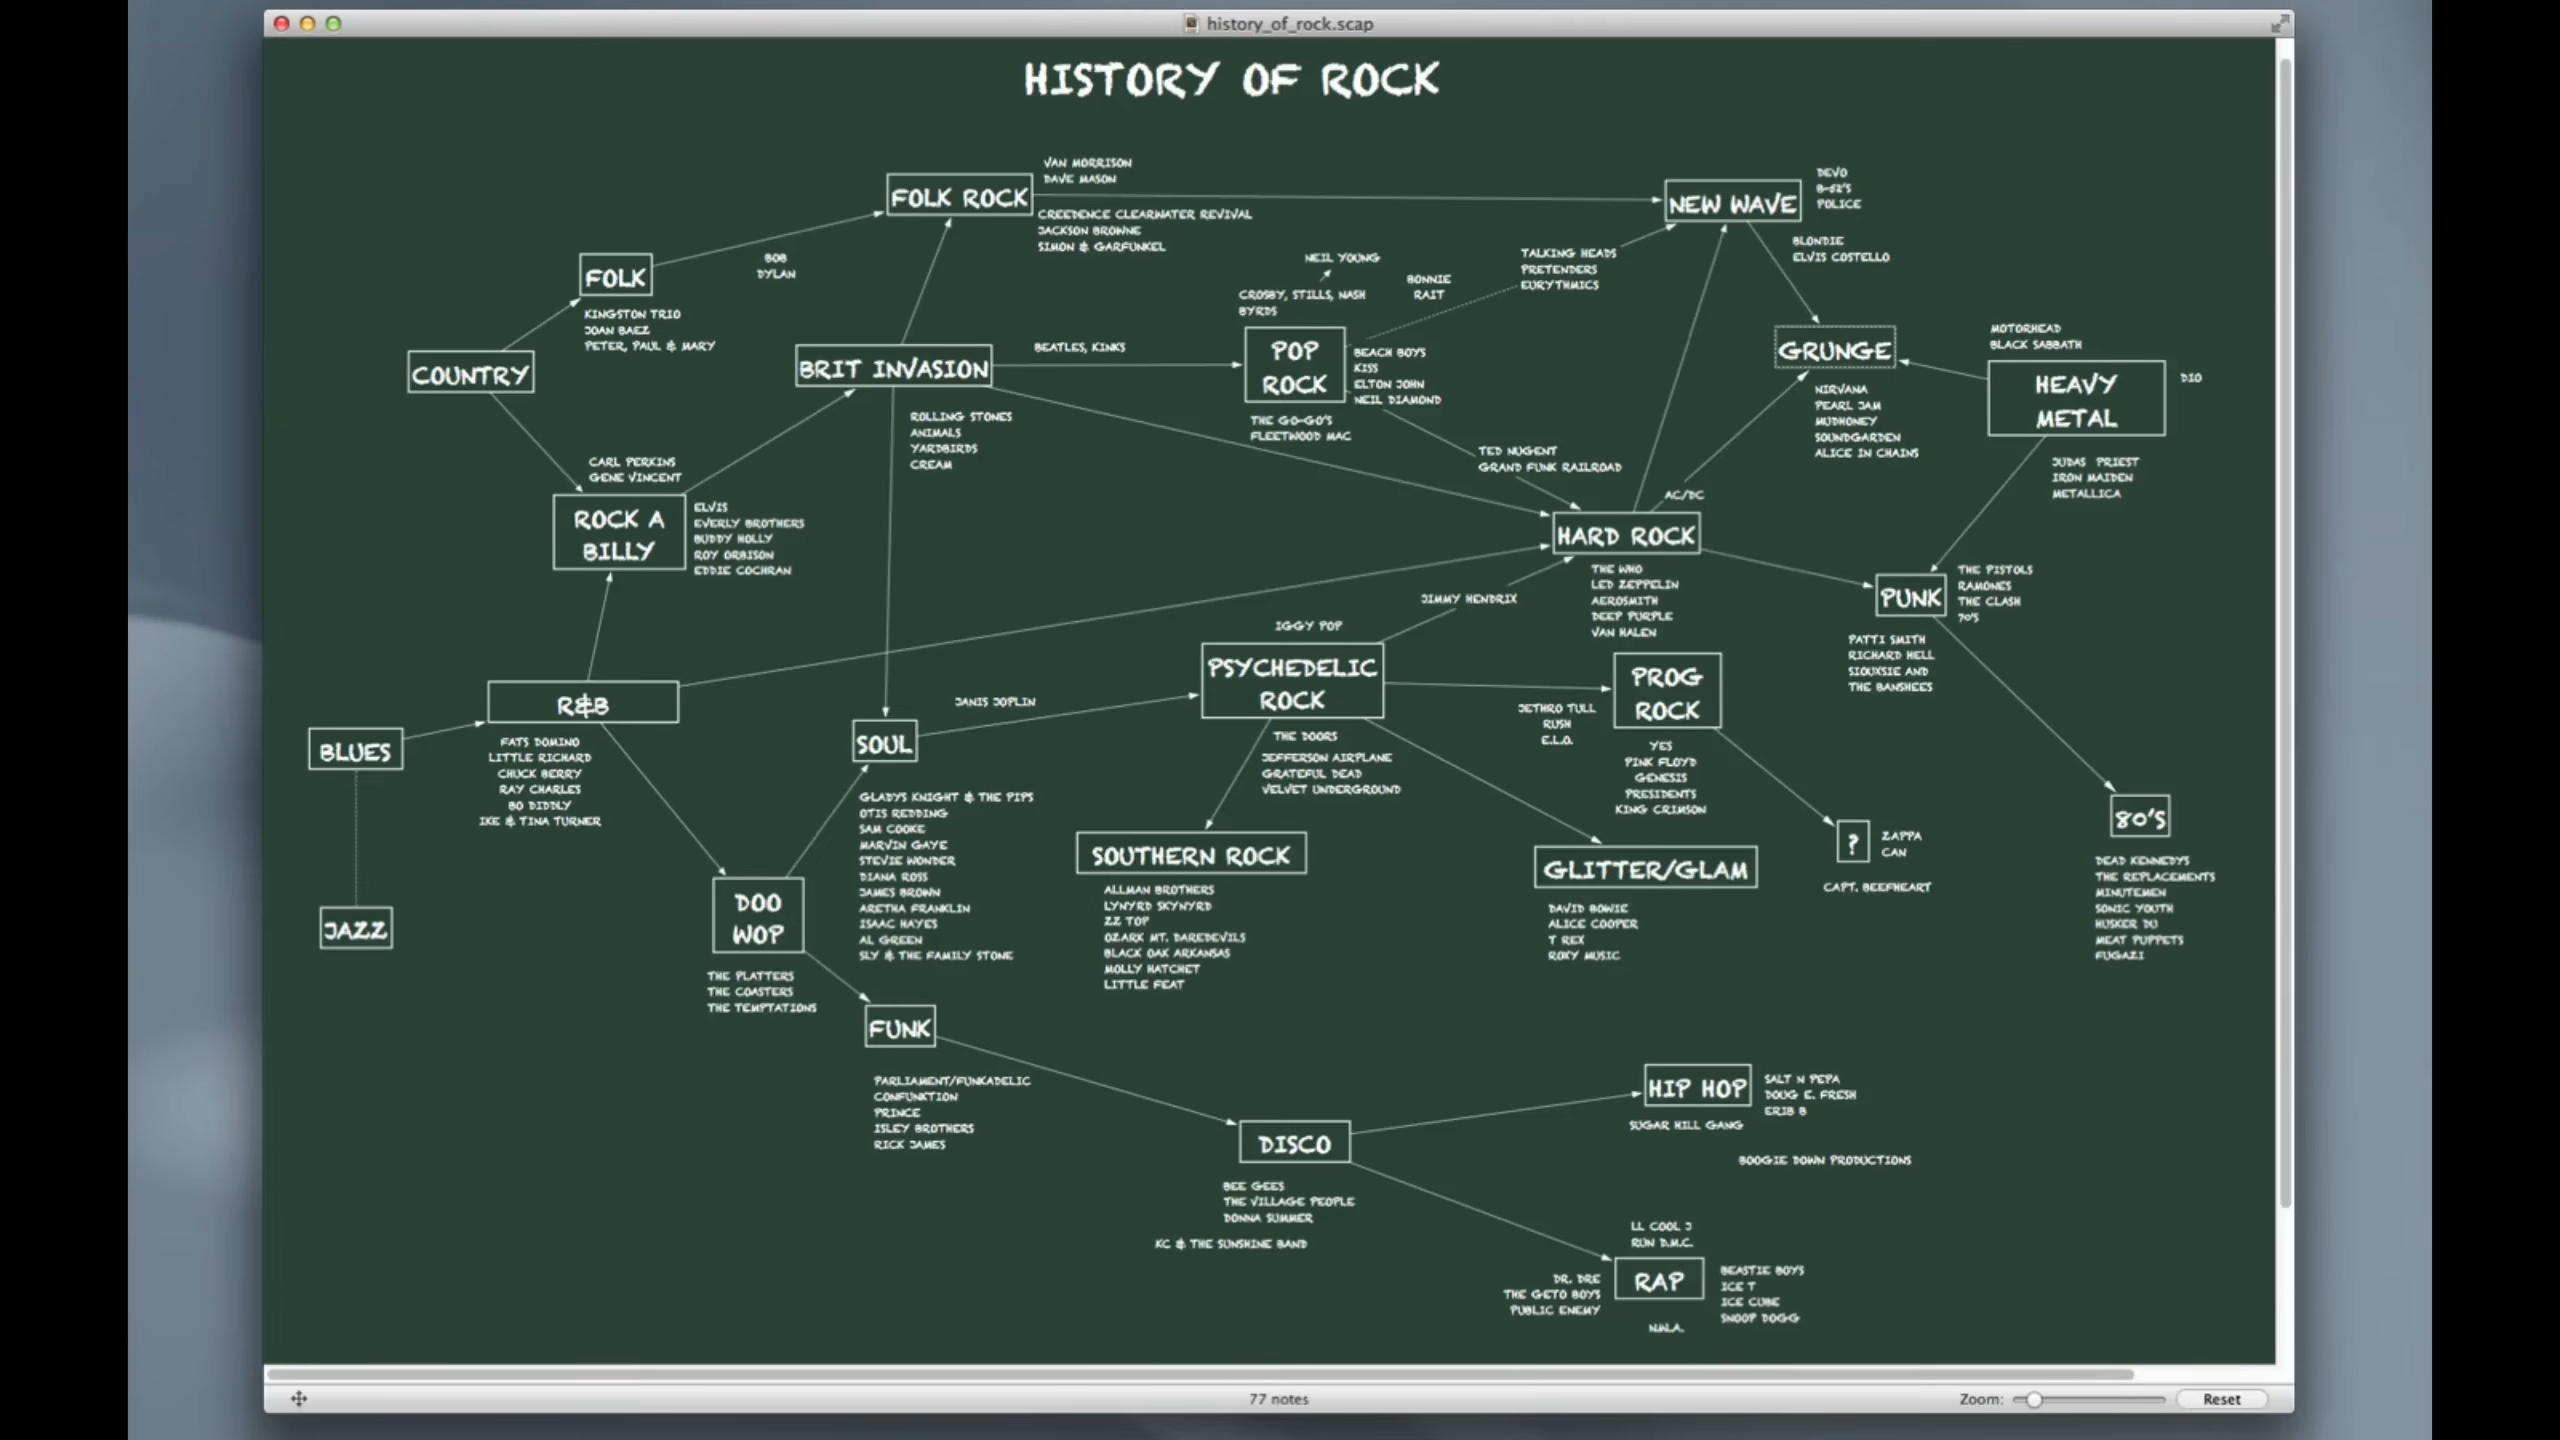 history_of_rock.scap
HISTORY OF ROCK
VAN MORRISON
DAVE MASON
FOLK ROCK
CREEDENCE CLEARWATER REVIVAL
JACKSON BROWNE
SIMON & GARFUNKEL
NEW WAVE
DEVO
B-52'S
POLICE
BLONDIE
ELVIS COSTELLO
FOLK
BOB
DYLAN
KINGSTON TRIO
JOAN BAEZ
PETER, PAUL & MARY
NEIL YOUNG
CROSBY, STILLS, NASH
BYRDS
BONNIE
RAIT
TALKING HEADS
PRETENDERS
EURYTHMICS
COUNTRY
BRIT INVASION
BEATLES, KINKS
ROLLING STONES
ANIMALS
YARDBIRDS
CREAM
POP
ROCK
BEACH BOYS
KISS
ELTON JOHN
NEIL DIAMOND
THE GO-GO'S
FLEETWOOD MAC
GRUNGE
NIRVANA
PEARL JAM
MUDHONEY
SOUNDGARDEN
ALICE IN CHAINS
MOTORHEAD
BLACK SABBATH
HEAVY
METAL
DIO
JUDAS PRIEST
IRON MAIDEN
METALLICA
CARL PERKINS
GENE VINCENT
ROCK A
BILLY
ELVIS
EVERLY BROTHERS
BUDDY HOLLY
ROY ORBISON
EDDIE COCHRAN
TED NUGENT
GRAND FUNK RAILROAD
AC/DC
HARD ROCK
THE WHO
LED ZEPPELIN
AEROSMITH
DEEP PURPLE
VAN HALEN
PUNK
THE PISTOLS
RAMONES
THE CLASH
70'S
PATTI SMITH
RICHARD HELL
SIOUXSIE AND
THE BANSHEES
JIMMY HENDRIX
IGGY POP
PSYCHEDELIC
ROCK
THE DOORS
JEFFERSON AIRPLANE
GRATEFUL DEAD
VELVET UNDERGROUND
PROG
ROCK
JETHRO TULL
RUSH
E.L.O.
YES
PINK FLOYD
GENESIS
PRESIDENTS
KING CRIMSON
R&B
FATS DOMINO
LITTLE RICHARD
CHUCK BERRY
RAY CHARLES
BO DIDDLY
IKE & TINA TURNER
BLUES
JAZZ
SOUL
JANIS JOPLIN
GLADYS KNIGHT & THE PIPS
OTIS REDDING
SAM COOKE
MARVIN GAYE
STEVIE WONDER
DIANA ROSS
JAMES BROWN
ARETHA FRANKLIN
ISAAC HAYES
AL GREEN
SLY & THE FAMILY STONE
SOUTHERN ROCK
ALLMAN BROTHERS
LYNYRD SKYNYRD
ZZ TOP
OZARK MT. DAREDEVILS
BLACK OAK ARKANSAS
MOLLY HATCHET
LITTLE FEAT
GLITTER/GLAM
DAVID BOWIE
ALICE COOPER
T REX
ROXY MUSIC
?
ZAPPA
CAN
CAPT. BEEFHEART
80'S
DEAD KENNEDYS
THE REPLACEMENTS
MINUTEMEN
SONIC YOUTH
HUSKER DU
MEAT PUPPETS
FUGAZI
DOO
WOP
THE PLATTERS
THE COASTERS
THE TEMPTATIONS
FUNK
PARLIAMENT/FUNKADELIC
CONFUNKTION
PRINCE
ISLEY BROTHERS
RICK JAMES
DISCO
BEE GEES
THE VILLAGE PEOPLE
DONNA SUMMER
KC & THE SUNSHINE BAND
HIP HOP
SALT N PEPA
DOUG E. FRESH
ERIB B
SUGAR HILL GANG
BOOGIE DOWN PRODUCTIONS
LL COOL J
RUN D.M.C.
RAP
DR. DRE
THE GETO BOYS
PUBLIC ENEMY
BEASTIE BOYS
ICE T
ICE CUBE
SNOOP DOGG
N.W.A.
77 notes
Zoom:
Reset